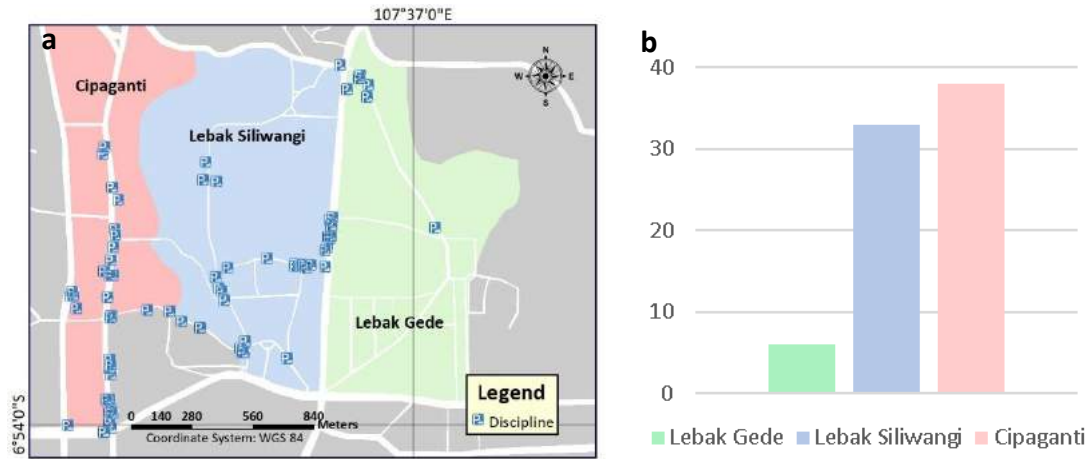 107°37'0"E
a
Cipaganti
N
W E
S
Lebak Siliwangi
Lebak Gede
Legend
Discipline
0 140 280 560 840
Meters
Coordinate System: WGS 84
6°54'0"S
b
40
30
20
10
0
Lebak Gede Lebak Siliwangi Cipaganti